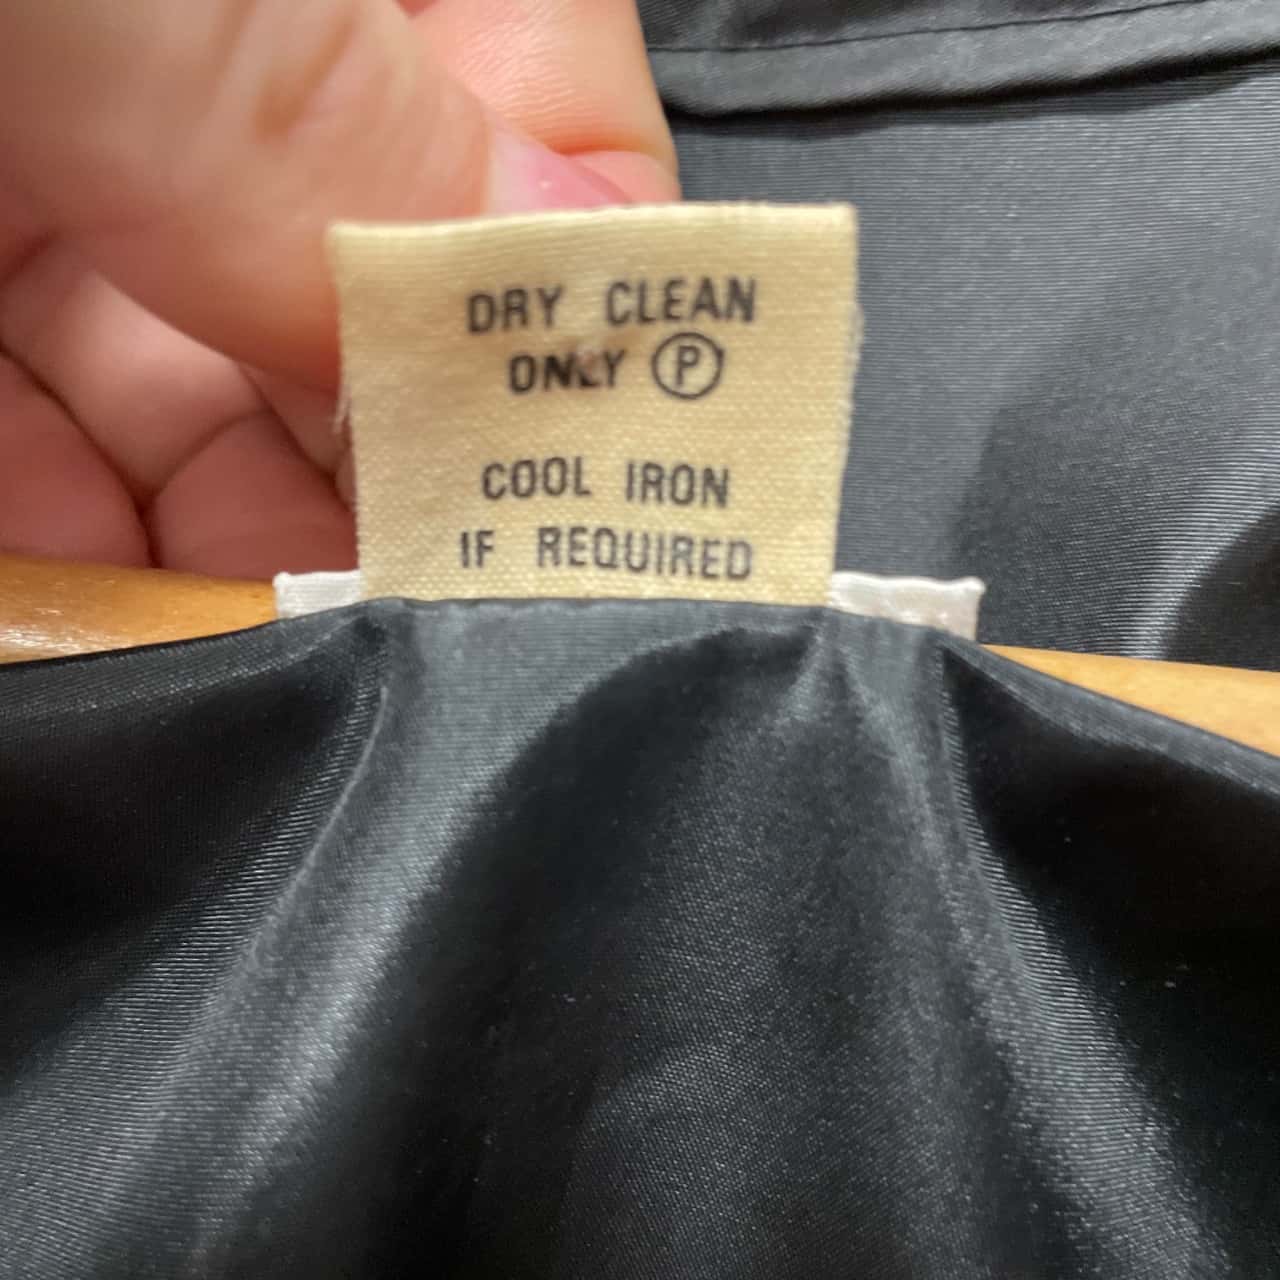 DRY CLEAN
ONLY Ⓟ
COOL IRON
IF REQUIRED